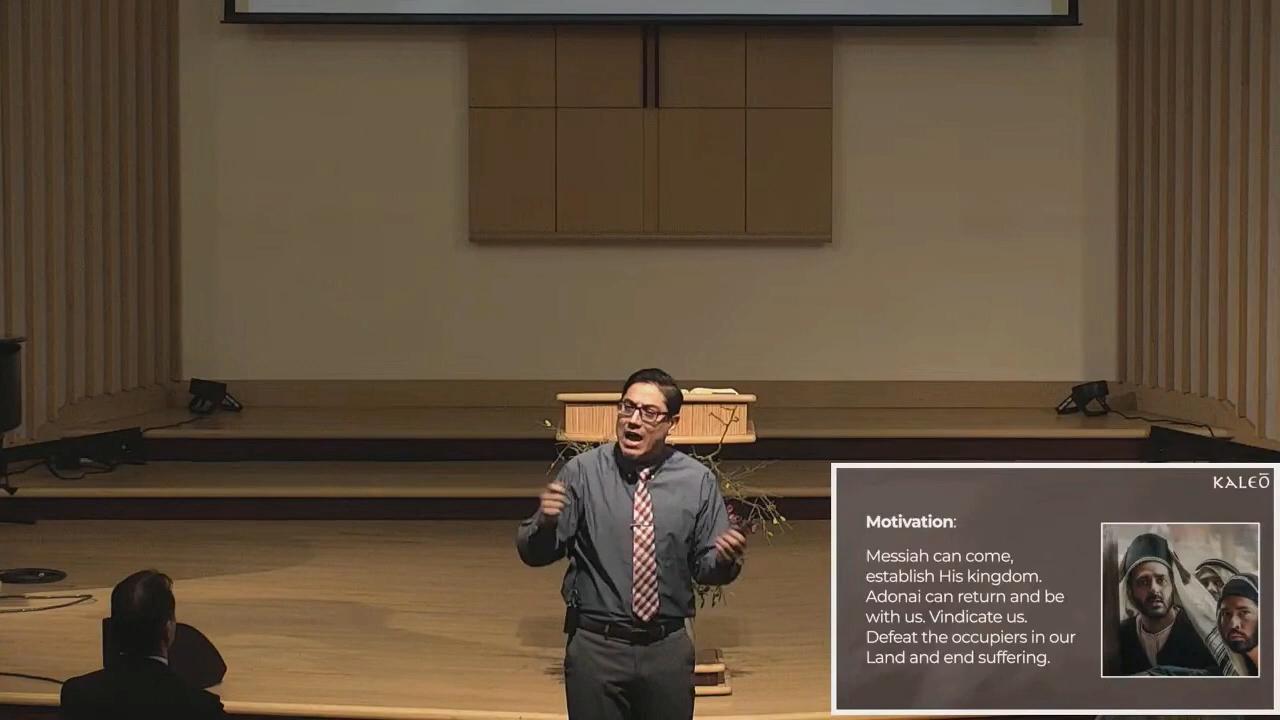 KALEŌ
Motivation:
Messiah can come,
establish His kingdom.
Adonai can return and be
with us. Vindicate us.
Defeat the occupiers in our
Land and end suffering.